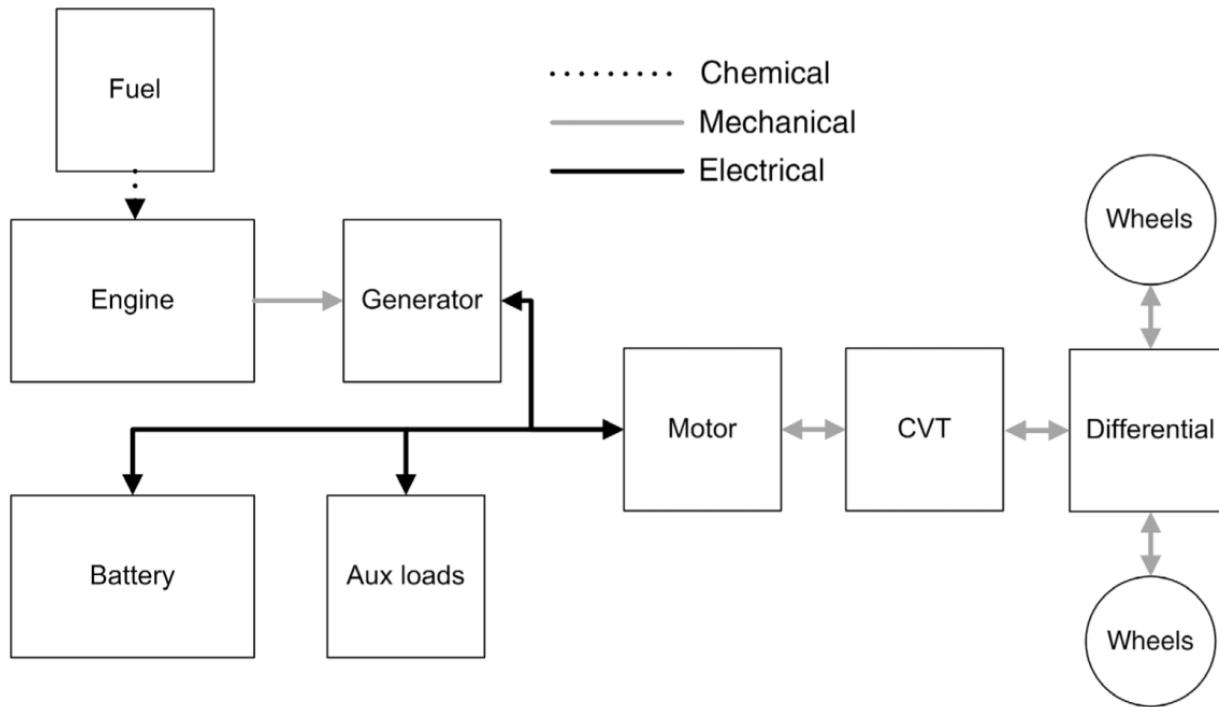 Fuel
Chemical
Mechanical
Electrical
Wheels
Engine
Generator
Motor
CVT
Differential
Battery
Aux loads
Wheels